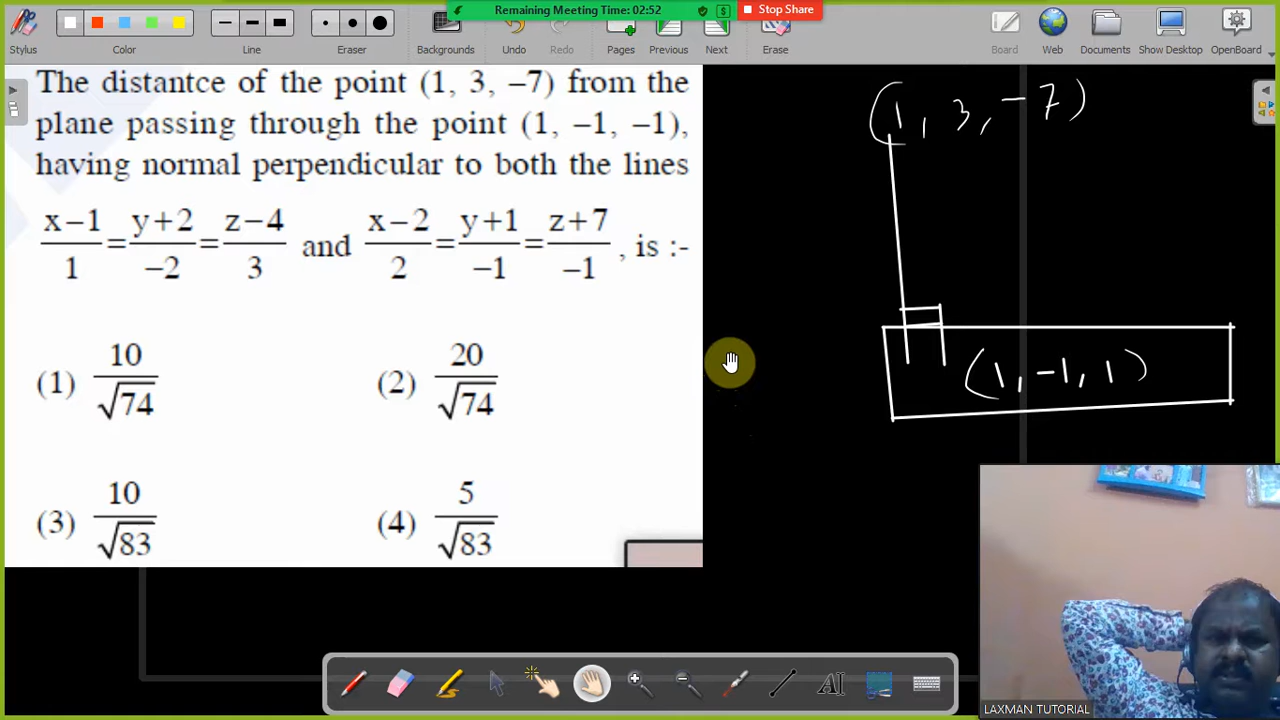 Remaining Meeting Time: 02:52
Stop Share
Stylus Color Line Eraser Backgrounds Undo Redo Pages Previous Next Erase Board Web Documents Show Desktop OpenBoard
The distantce of the point (1, 3, –7) from the
plane passing through the point (1, –1, –1),
having normal perpendicular to both the lines
x–1/1 = y+2/–2 = z–4/3 and x–2/2 = y+1/–1 = z+7/–1 , is :-
(1) 10/√74 (2) 20/√74
(3) 10/√83 (4) 5/√83
(1, 3, –7)
(1, –1, 1)
AI
LAXMAN TUTORIAL